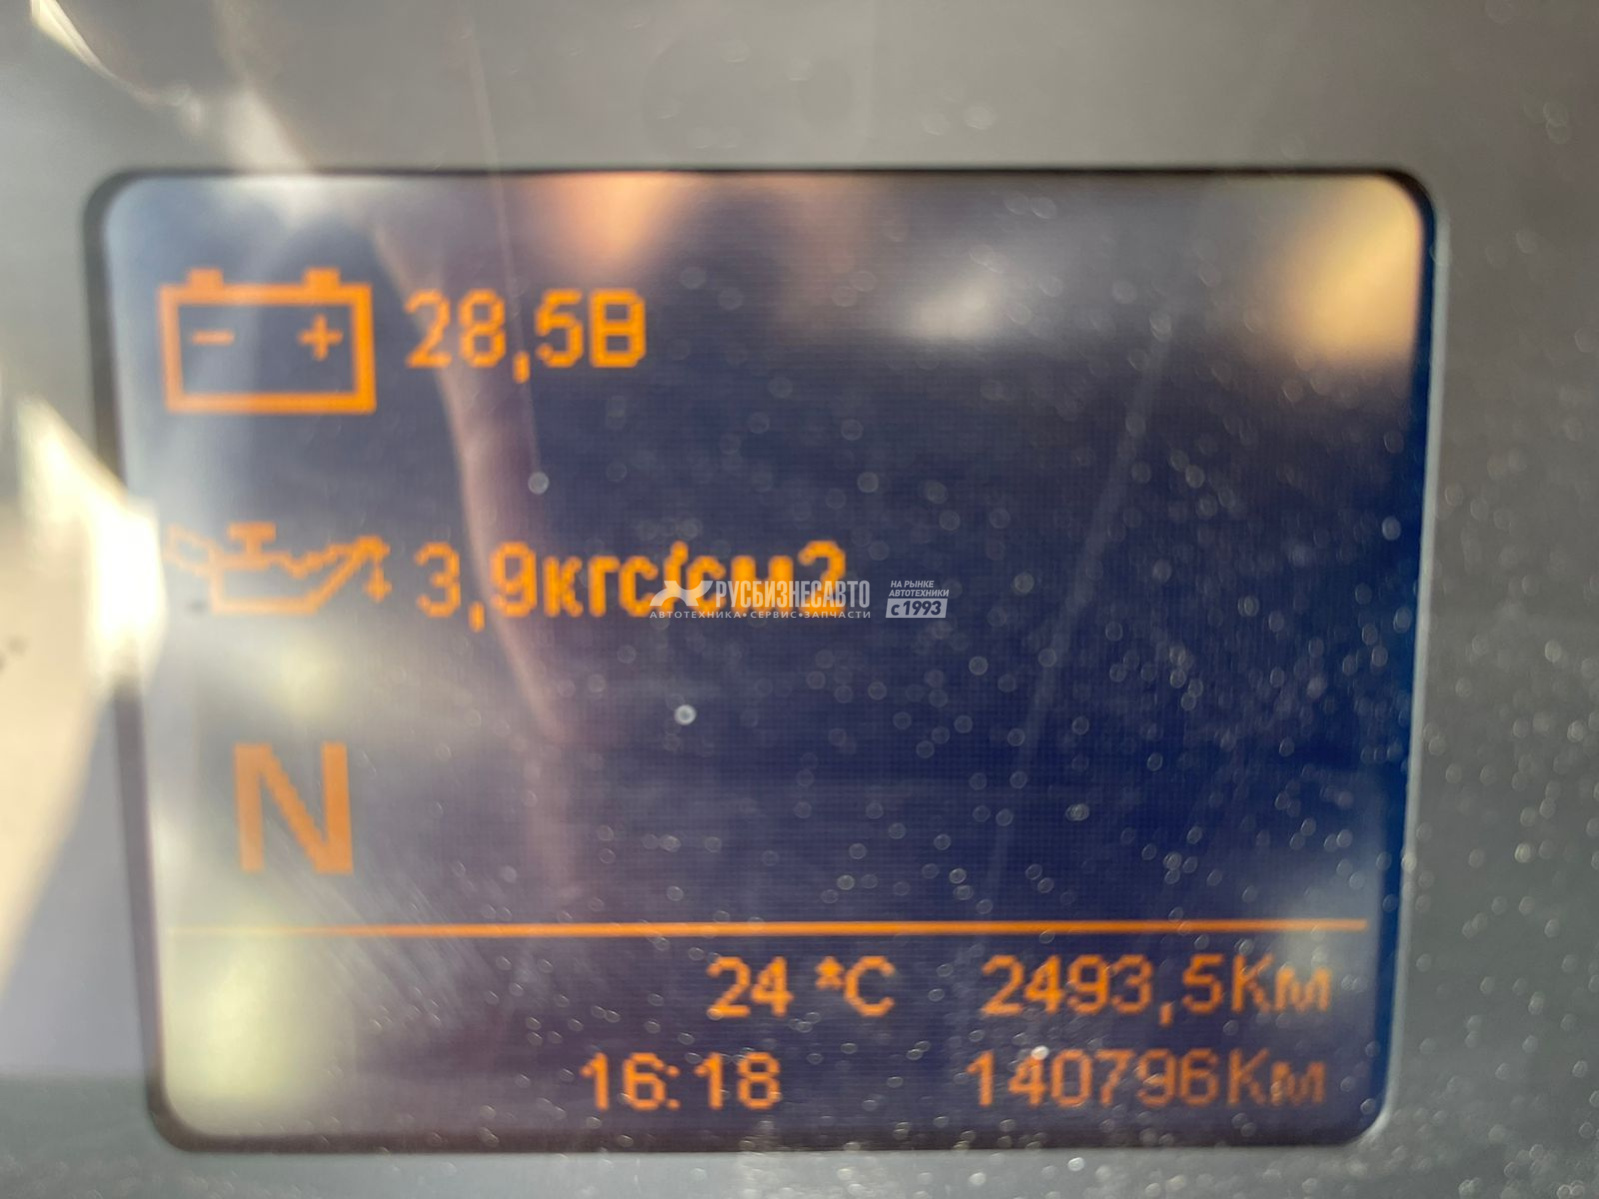 - + 28,5В
3,9кгс/см2
РУСБИЗНЕСАВТО
АВТОТЕХНИКА•СЕРВИС•ЗАПЧАСТИ
НА РЫНКЕ
АВТОТЕХНИКИ
с 1993
N
24 *C 2493,5Км
16:18 140796Км